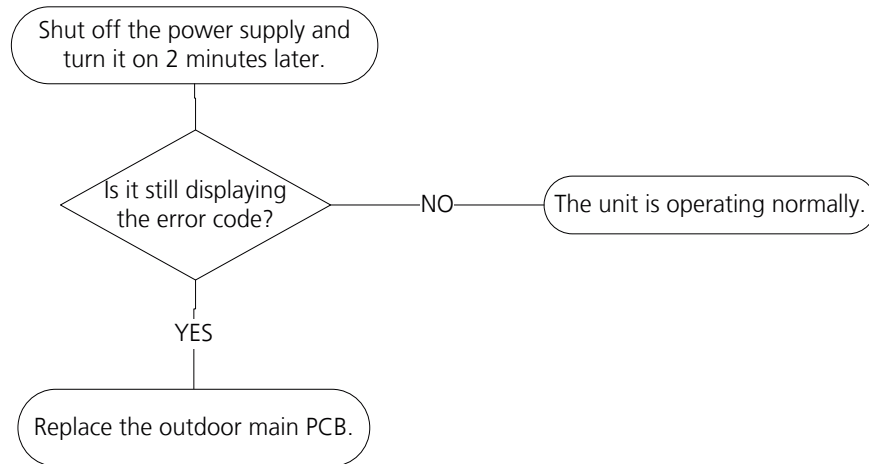 Shut off the power supply and
turn it on 2 minutes later.
Is it still displaying
the error code?
NO
The unit is operating normally.
YES
Replace the outdoor main PCB.